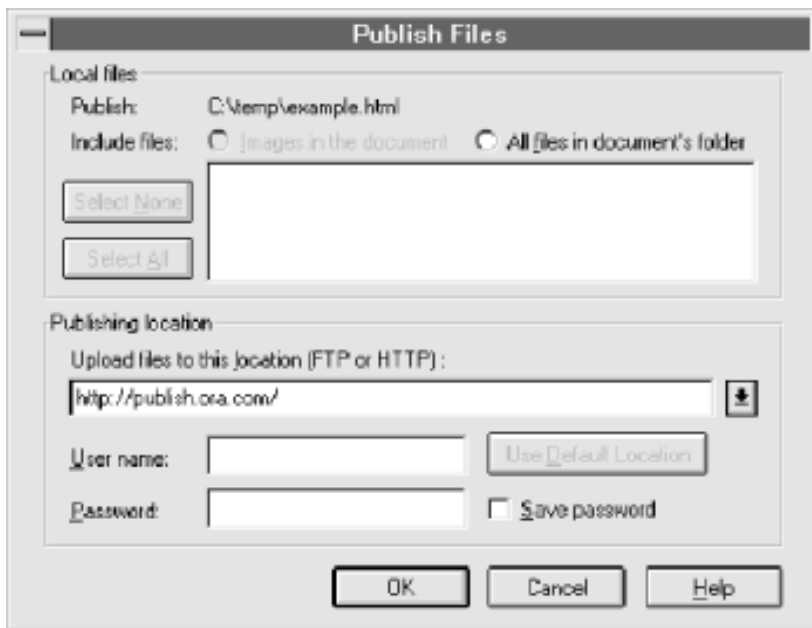 Publish Files
Local files
Publish: C:\temp\example.html
Include files: Images in the document All files in document's folder
Select None
Select All
Publishing location
Upload files to this location (FTP or HTTP) :
http://publish.ora.com/
User name: Use Default Location
Password: Save password
OK Cancel Help